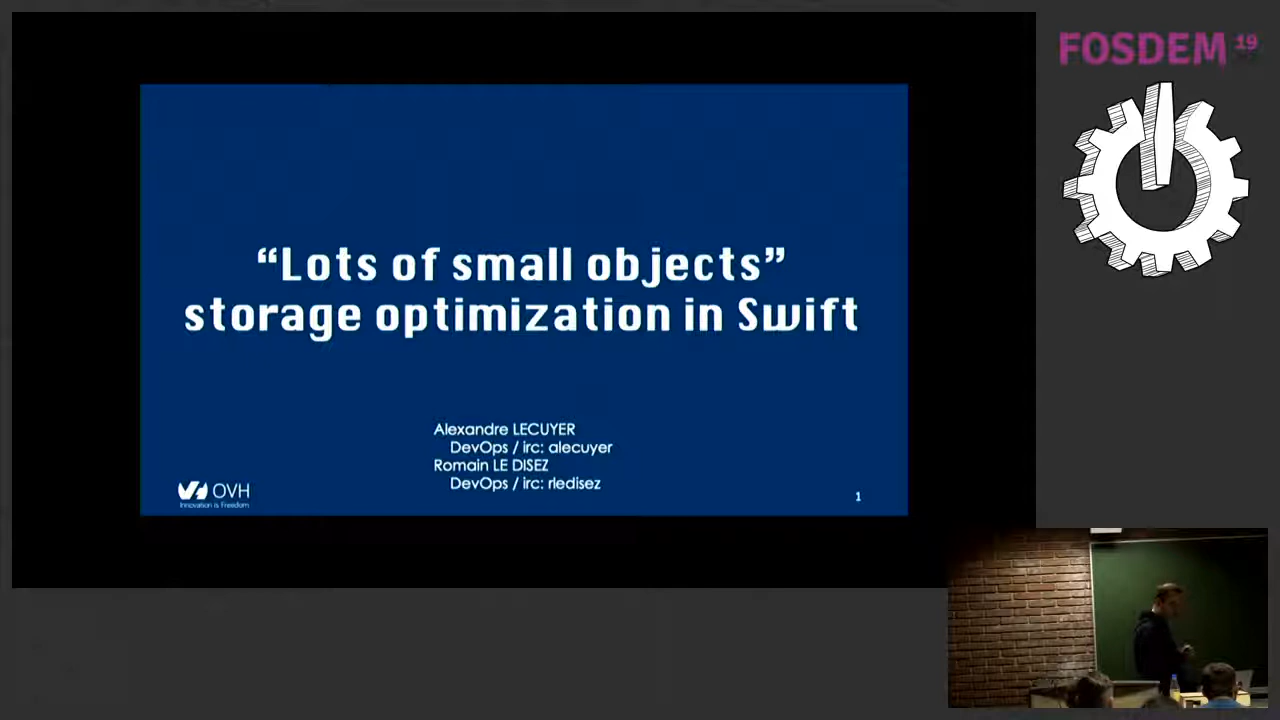 FOSDEM 19
“Lots of small objects”
storage optimization in Swift
Alexandre LECUYER
DevOps / irc: alecuyer
Romain LE DISEZ
DevOps / irc: rledisez
OVH
Innovation is Freedom
1